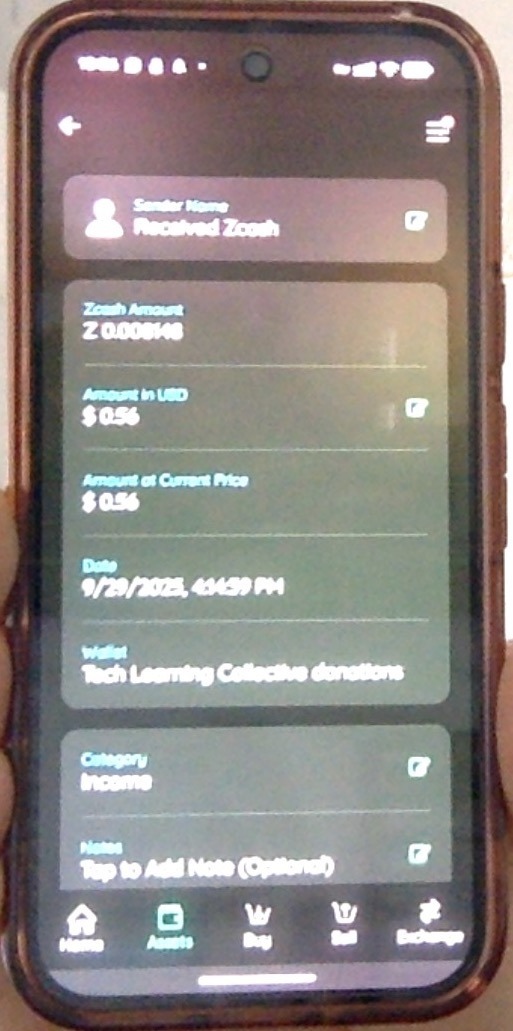 Sender Name
Received Zcash
Zcash Amount
Z 0.008148
Amount in USD
$ 0.56
Amount at Current Price
$ 0.56
Date
9/29/2025, 4:14:59 PM
Wallet
Tech Learning Collective donations
Category
Income
Notes
Tap to Add Note (Optional)
Home
Assets
Buy
Sell
Exchange